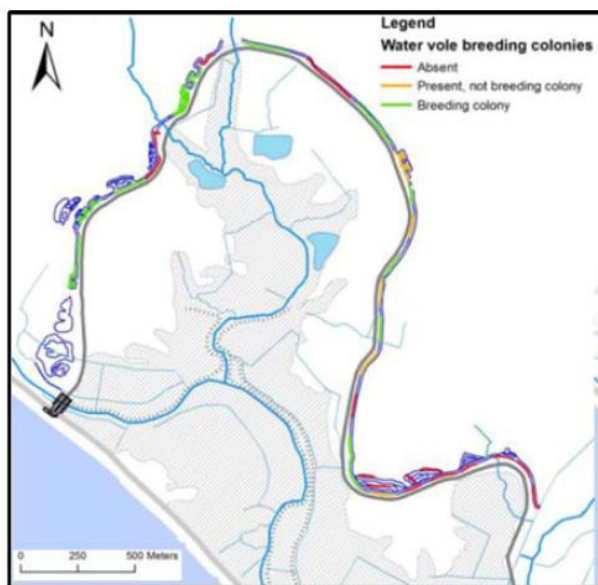 N
Legend
Water vole breeding colonies
Absent
Present, not breeding colony
Breeding colony
0 250 500 Meters